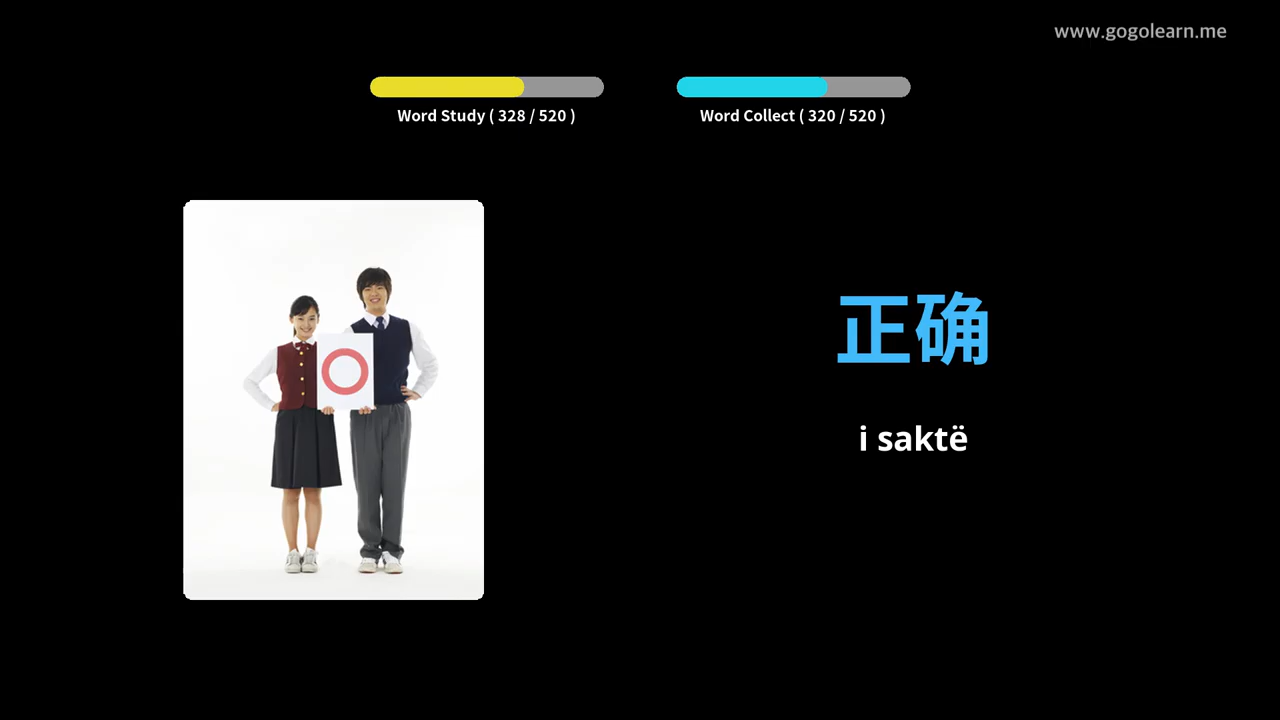 www.gogolearn.me
Word Study ( 328 / 520 )
Word Collect ( 320 / 520 )
正确
i saktë